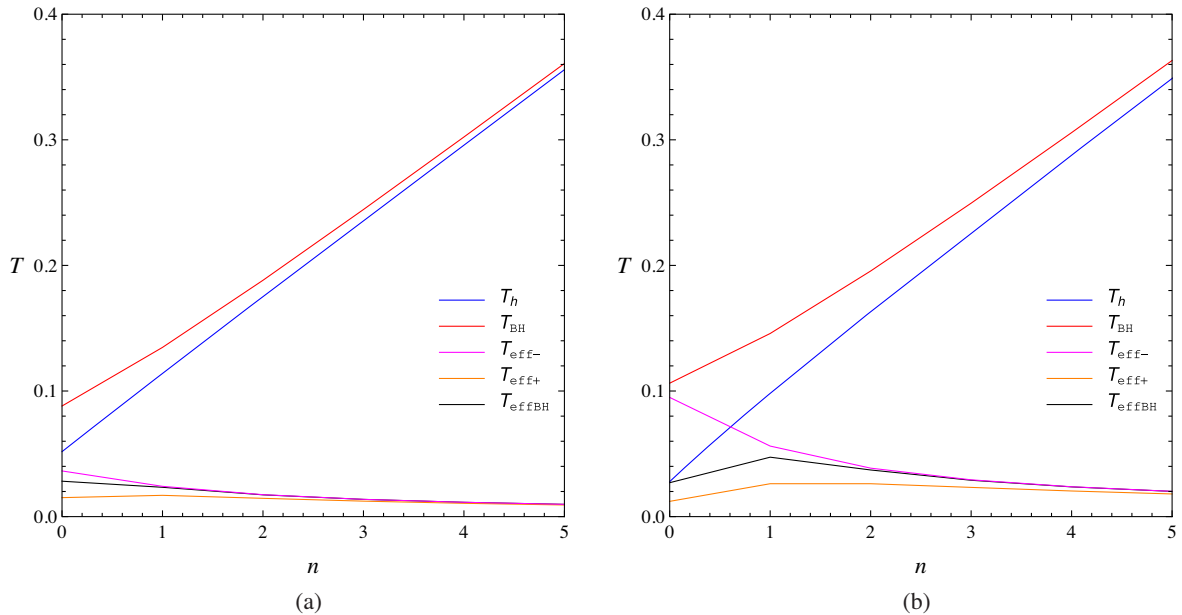 0.4
0.3
0.2
0.1
0.0
T
0 1 2 3 4 5
n
T_h
T_BH
T_eff−
T_eff+
T_effBH
(a)
0.4
0.3
0.2
0.1
0.0
T
0 1 2 3 4 5
n
T_h
T_BH
T_eff−
T_eff+
T_effBH
(b)